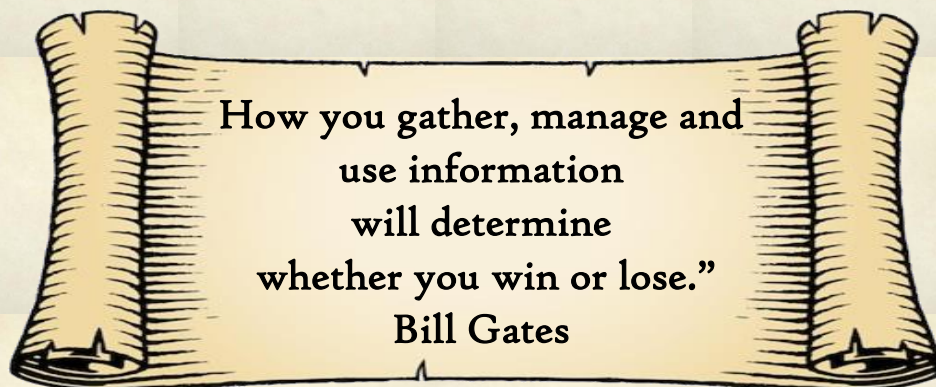 How you gather, manage and
use information
will determine
whether you win or lose.”
Bill Gates